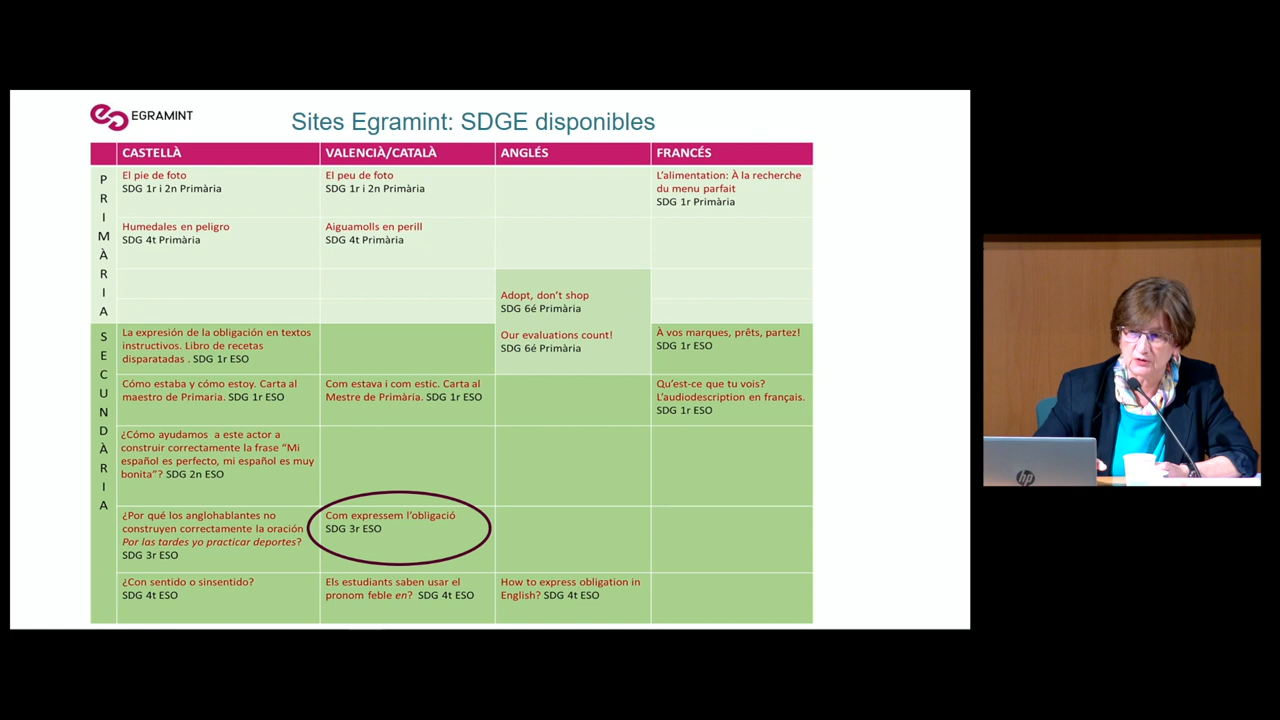 EGRAMINT
Sites Egramint: SDGE disponibles
CASTELLÀ
VALENCIÀ/CATALÀ
ANGLÉS
FRANCÉS
P
R
I
M
À
R
I
A
El pie de foto
SDG 1r i 2n Primària
El peu de foto
SDG 1r i 2n Primària
L’alimentation: À la recherche
du menu parfait
SDG 1r Primària
Humedales en peligro
SDG 4t Primària
Aiguamolls en perill
SDG 4t Primària
Adopt, don’t shop
SDG 6é Primària
Our evaluations count!
SDG 6é Primària
S
E
C
U
N
D
À
R
I
A
La expresión de la obligación en textos
instructivos. Libro de recetas
disparatadas . SDG 1r ESO
À vos marques, prêts, partez!
SDG 1r ESO
Cómo estaba y cómo estoy. Carta al
maestro de Primaria. SDG 1r ESO
Com estava i com estic. Carta al
Mestre de Primària. SDG 1r ESO
Qu’est-ce que tu vois?
L’audiodescription en français.
SDG 1r ESO
¿Cómo ayudamos a este actor a
construir correctamente la frase “Mi
español es perfecto, mi español es muy
bonita”? SDG 2n ESO
¿Por qué los anglohablantes no
construyen correctamente la oración
Por las tardes yo practicar deportes?
SDG 3r ESO
Com expressem l’obligació
SDG 3r ESO
¿Con sentido o sinsentido?
SDG 4t ESO
Els estudiants saben usar el
pronom feble en? SDG 4t ESO
How to express obligation in
English? SDG 4t ESO
hp